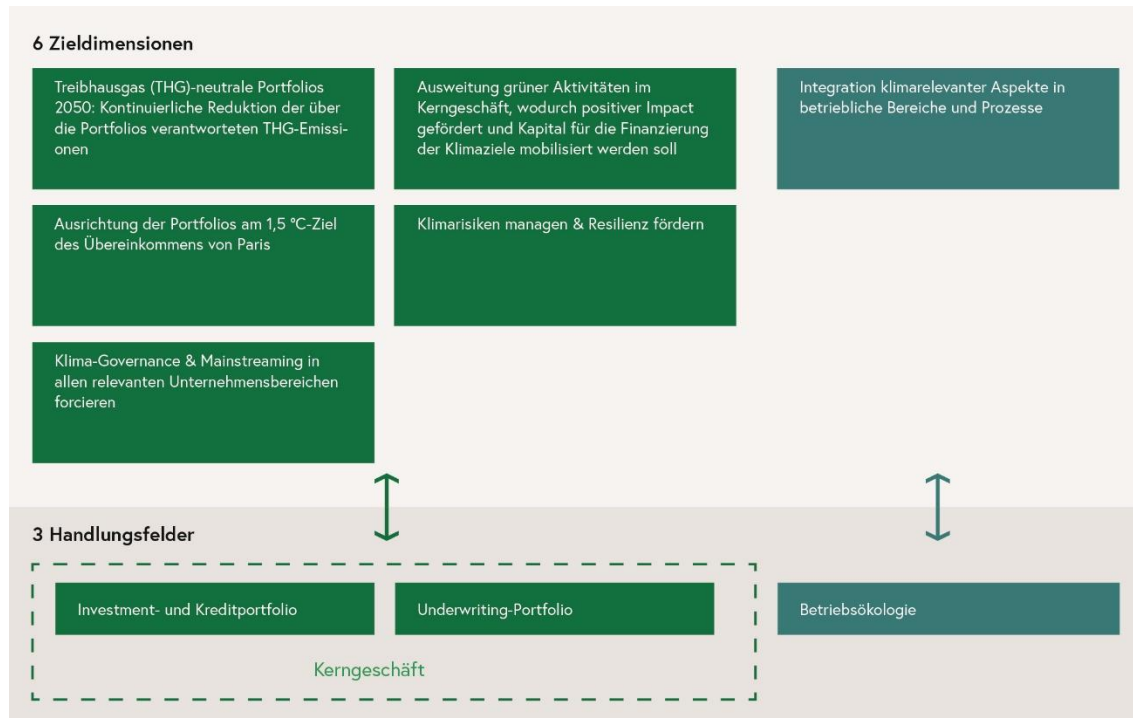 6 Zieldimensionen
Treibhausgas (THG)-neutrale Portfolios
2050: Kontinuierliche Reduktion der über
die Portfolios verantworteten THG-Emissi-
onen
Ausweitung grüner Aktivitäten im
Kerngeschäft, wodurch positiver Impact
gefördert und Kapital für die Finanzierung
der Klimaziele mobilisiert werden soll
Integration klimarelevanter Aspekte in
betriebliche Bereiche und Prozesse
Ausrichtung der Portfolios am 1,5 °C-Ziel
des Übereinkommens von Paris
Klimarisiken managen & Resilienz fördern
Klima-Governance & Mainstreaming in
allen relevanten Unternehmensbereichen
forcieren
3 Handlungsfelder
Investment- und Kreditportfolio
Underwriting-Portfolio
Betriebsökologie
Kerngeschäft